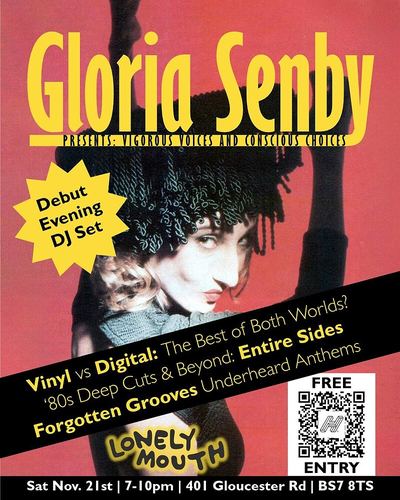 Gloria Senby
PRESENTS: VIGOROUS VOICES AND CONSCIOUS CHOICES
Debut
Evening
DJ Set
Vinyl vs Digital: The Best of Both Worlds?
'80s Deep Cuts & Beyond: Entire Sides
Forgotten Grooves Underheard Anthems
LONELY
MOUTH
FREE
ENTRY
Sat Nov. 21st | 7-10pm | 401 Gloucester Rd | BS7 8TS